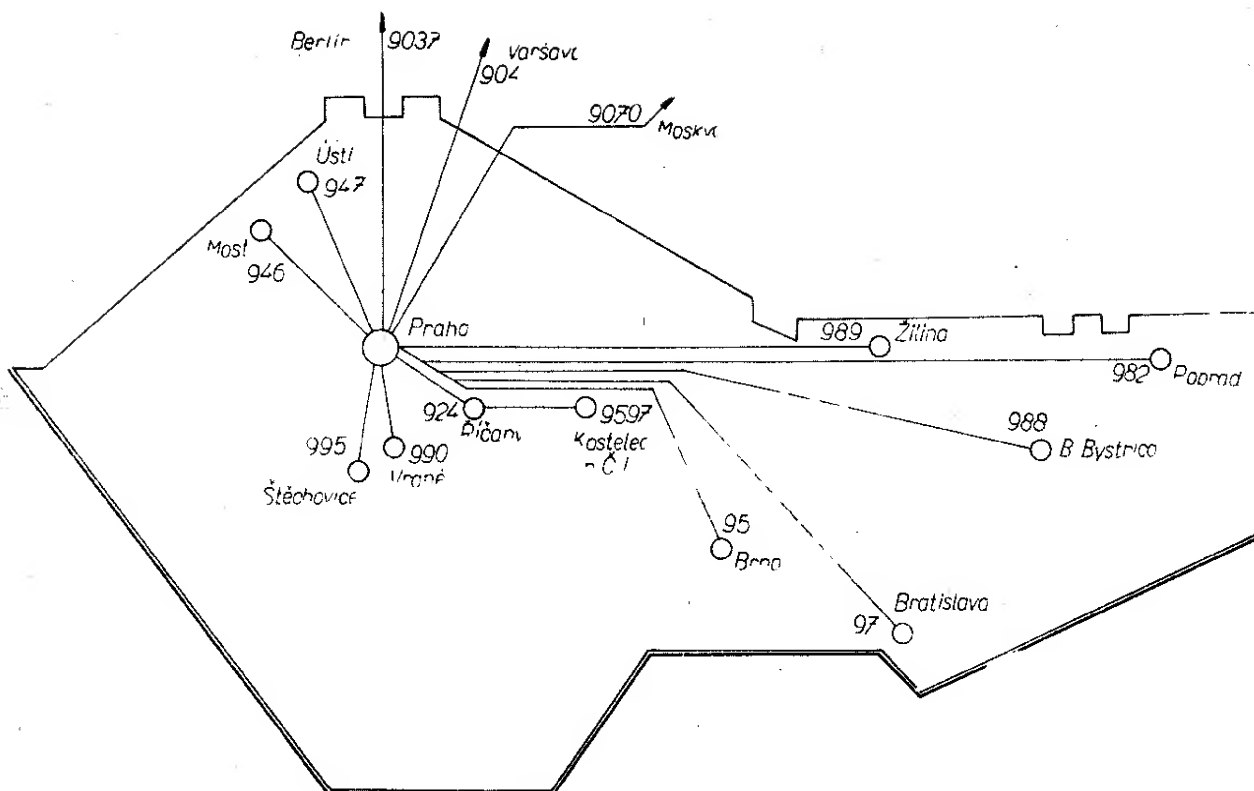 Berlín
9037
Varšava
904
9070
Moskva
Ústí
947
Most
946
Praha
989
Žilina
982
Poprad
988
B Bystrica
924
Říčany
9597
Kostelec
n Č l
995
Štěchovice
990
Vrané
95
Brno
97
Bratislava